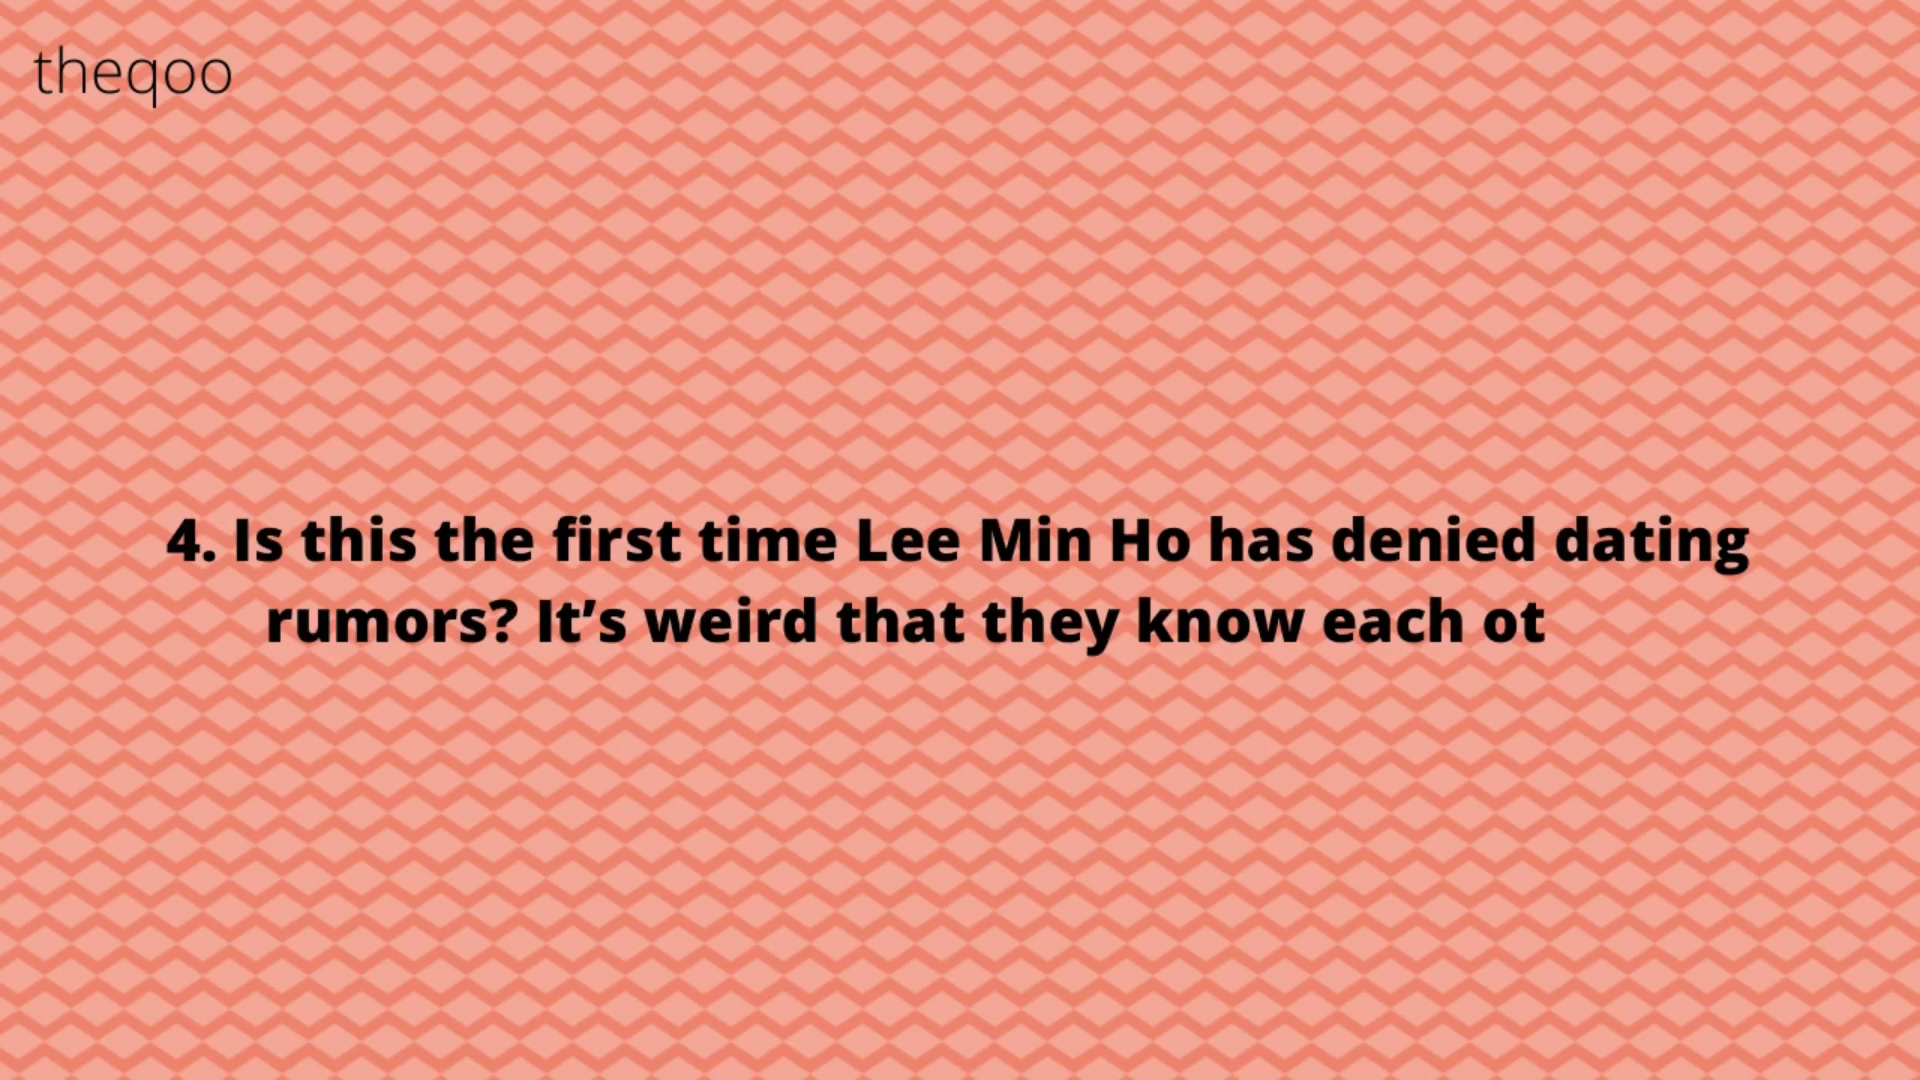 theqoo
4. Is this the first time Lee Min Ho has denied dating
rumors? It’s weird that they know each ot